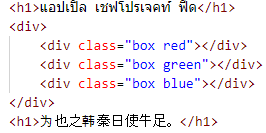 <h1>แอปเปิ้ล เชฟโปรเจคท์ ฟีด</h1>
<div>
<div class="box red"></div>
<div class="box green"></div>
<div class="box blue"></div>
</div>
<h1>为也之韩秦日使牛足。</h1>